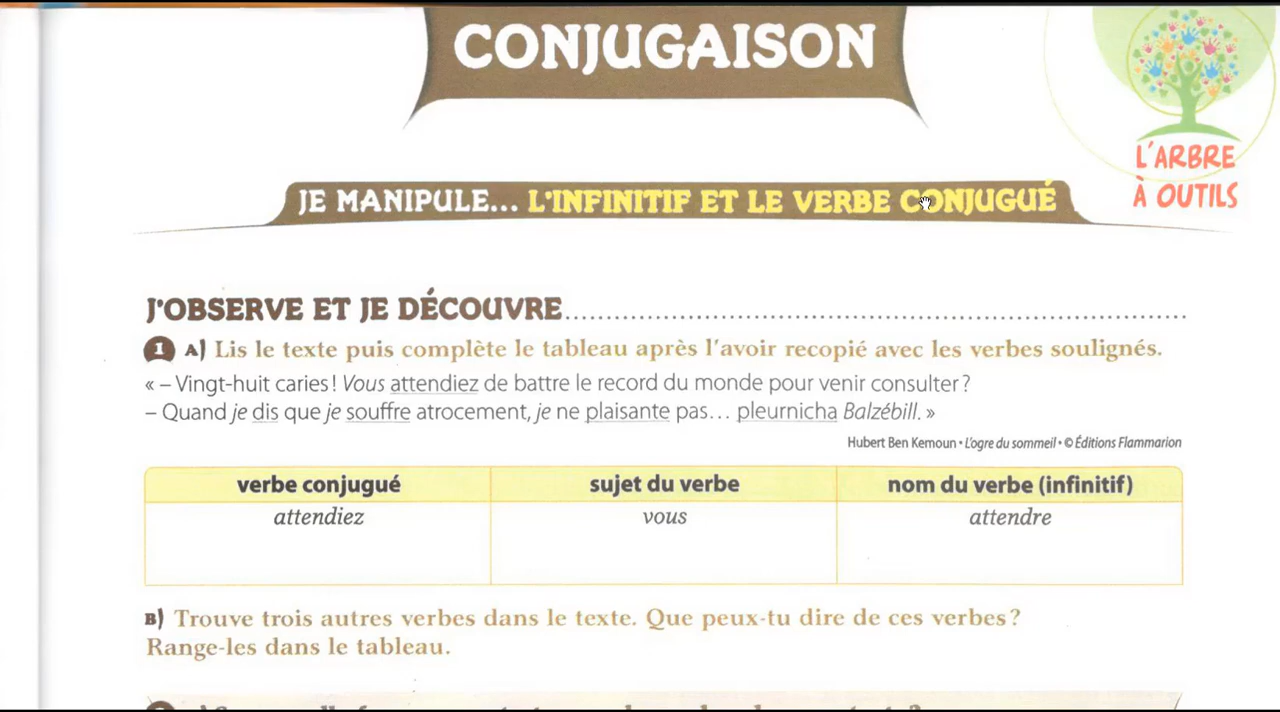 CONJUGAISON
L'ARBRE
À OUTILS
JE MANIPULE... L'INFINITIF ET LE VERBE CONJUGUÉ
J'OBSERVE ET JE DÉCOUVRE
1 A) Lis le texte puis complète le tableau après l'avoir recopié avec les verbes soulignés.
« – Vingt-huit caries ! Vous attendiez de battre le record du monde pour venir consulter ?
– Quand je dis que je souffre atrocement, je ne plaisante pas... pleurnicha Balzébill. »
Hubert Ben Kemoun • L'ogre du sommeil • © Éditions Flammarion
verbe conjugué sujet du verbe nom du verbe (infinitif)
attendiez vous attendre
B) Trouve trois autres verbes dans le texte. Que peux-tu dire de ces verbes ?
Range-les dans le tableau.